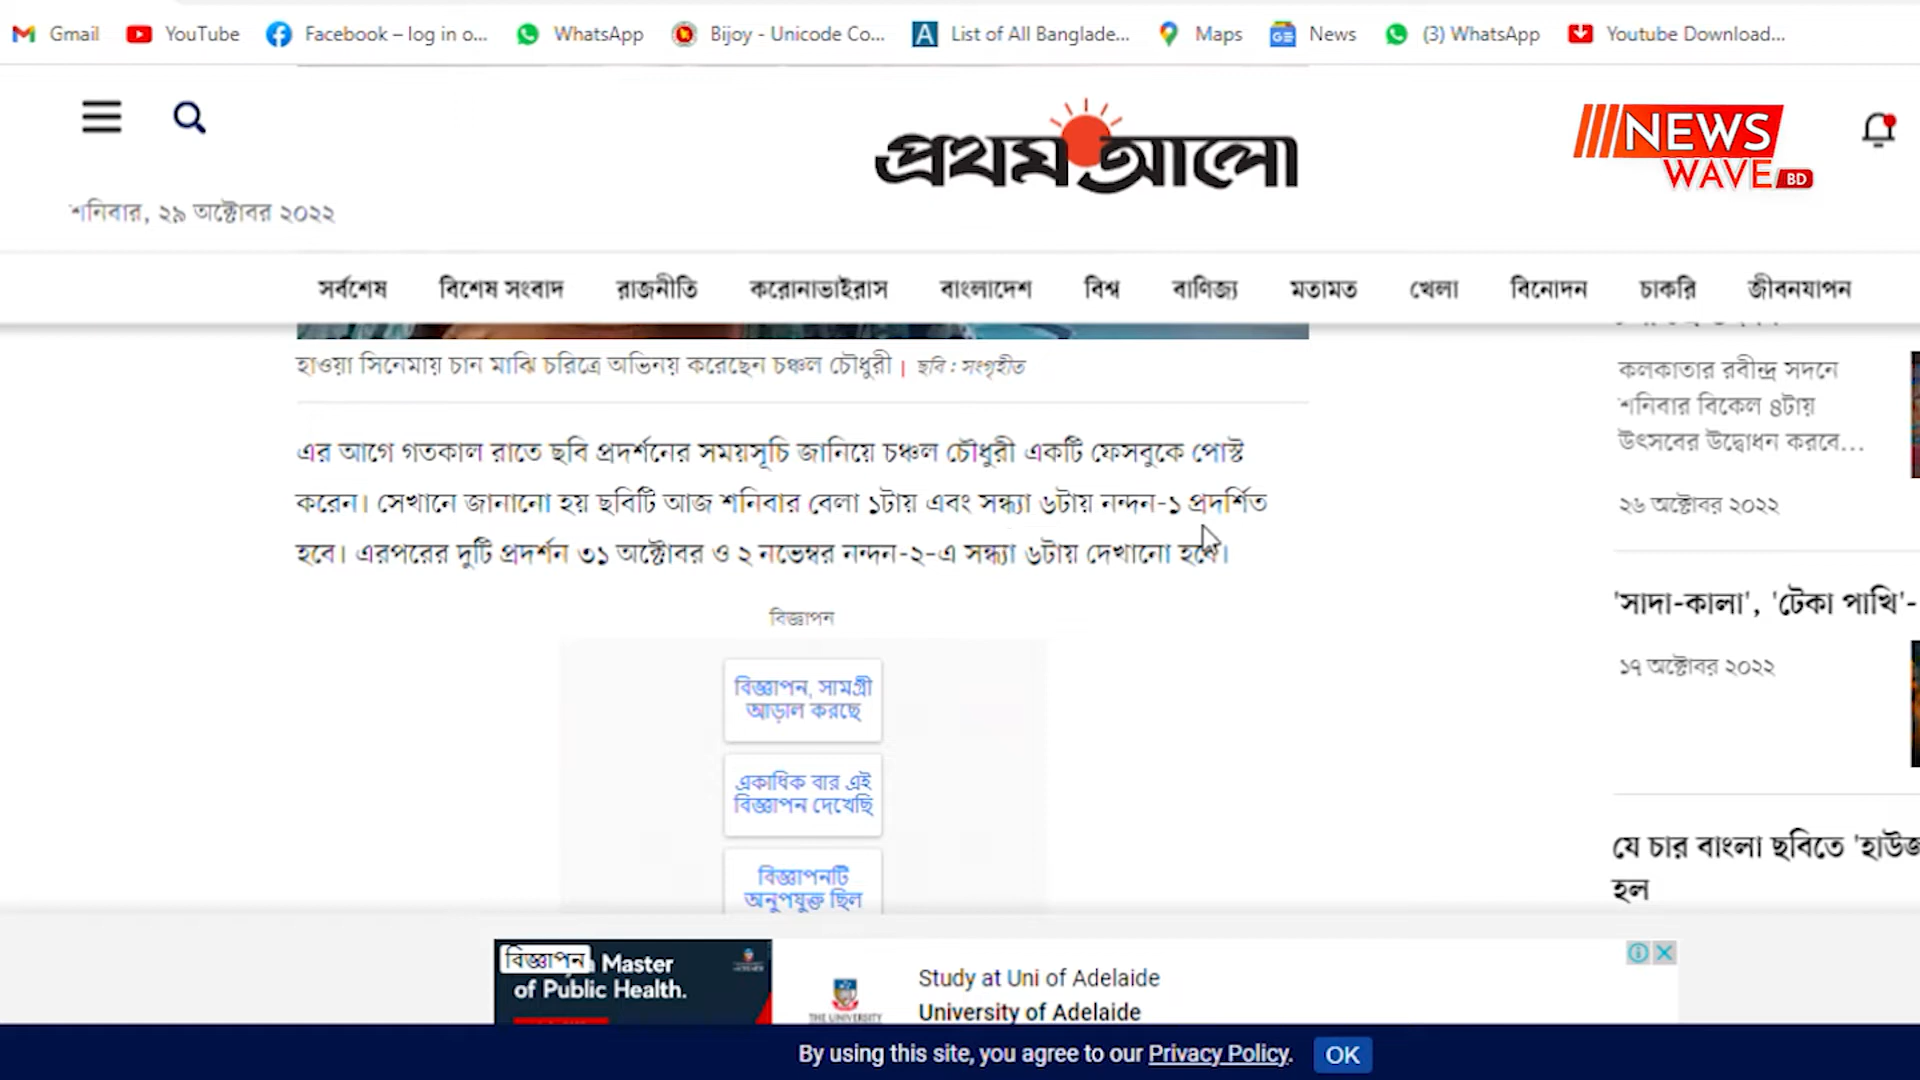 Gmail YouTube Facebook – log in o... WhatsApp Bijoy - Unicode Co... List of All Banglade... Maps News (3) WhatsApp Youtube Download...
প্রথম আলো
NEWS
WAVE BD
শনিবার, ২৯ অক্টোবর ২০২২
সর্বশেষ বিশেষ সংবাদ রাজনীতি করোনাভাইরাস বাংলাদেশ বিশ্ব বাণিজ্য মতামত খেলা বিনোদন চাকরি জীবনযাপন
হাওয়া সিনেমায় চান মাঝি চরিত্রে অভিনয় করেছেন চঞ্চল চৌধুরী | ছবি : সংগৃহীত
এর আগে গতকাল রাতে ছবি প্রদর্শনের সময়সূচি জানিয়ে চঞ্চল চৌধুরী একটি ফেসবুকে পোস্ট
করেন। সেখানে জানানো হয় ছবিটি আজ শনিবার বেলা ১টায় এবং সন্ধ্যা ৬টায় নন্দন-১ প্রদর্শিত
হবে। এরপরের দুটি প্রদর্শন ৩১ অক্টোবর ও ২ নভেম্বর নন্দন-২-এ সন্ধ্যা ৬টায় দেখানো হবে।
বিজ্ঞাপন
বিজ্ঞাপন, সামগ্রী
আড়াল করছে
একাধিক বার এই
বিজ্ঞাপন দেখেছি
বিজ্ঞাপনটি
অনুপযুক্ত ছিল
কলকাতার রবীন্দ্র সদনে
শনিবার বিকেল ৪টায়
উৎসবের উদ্বোধন করবে...
২৬ অক্টোবর ২০২২
'সাদা-কালা', 'টেকা পাখি'-
১৭ অক্টোবর ২০২২
যে চার বাংলা ছবিতে 'হাউজ
হল
বিজ্ঞাপন
Master
of Public Health.
THE UNIVERSITY
Study at Uni of Adelaide
University of Adelaide
By using this site, you agree to our Privacy Policy. OK